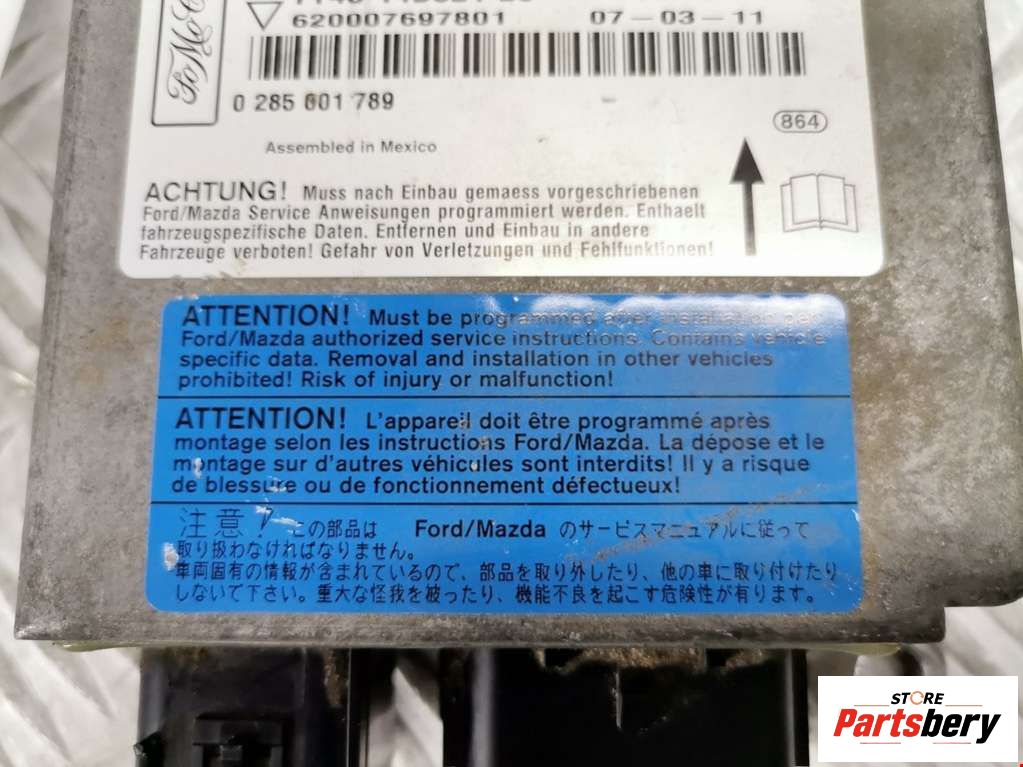 FoMoCo
620007697801 07-03-11
0 285 001 789
864
Assembled in Mexico
ACHTUNG! Muss nach Einbau gemaess vorgeschriebenen
Ford/Mazda Service Anweisungen programmiert werden. Enthaelt
fahrzeugspezifische Daten. Entfernen und Einbau in andere
Fahrzeuge verboten! Gefahr von Verletzungen und Fehlfunktionen!
ATTENTION! Must be programmed after installation per
Ford/Mazda authorized service instructions. Contains vehicle
specific data. Removal and installation in other vehicles
prohibited! Risk of injury or malfunction!
ATTENTION! L'appareil doit être programmé après
montage selon les instructions Ford/Mazda. La dépose et le
montage sur d'autres véhicules sont interdits! Il y a risque
de blessure ou de fonctionnement défectueux!
注意! この部品は Ford/Mazda のサービスマニュアルに従って
取り扱わなければなりません。
車両固有の情報が含まれているので、部品を取り外したり、他の車に取り付けたり
しないで下さい。重大な怪我を被ったり、機能不良を起こす危険性が有ります。
STORE
Partsbery